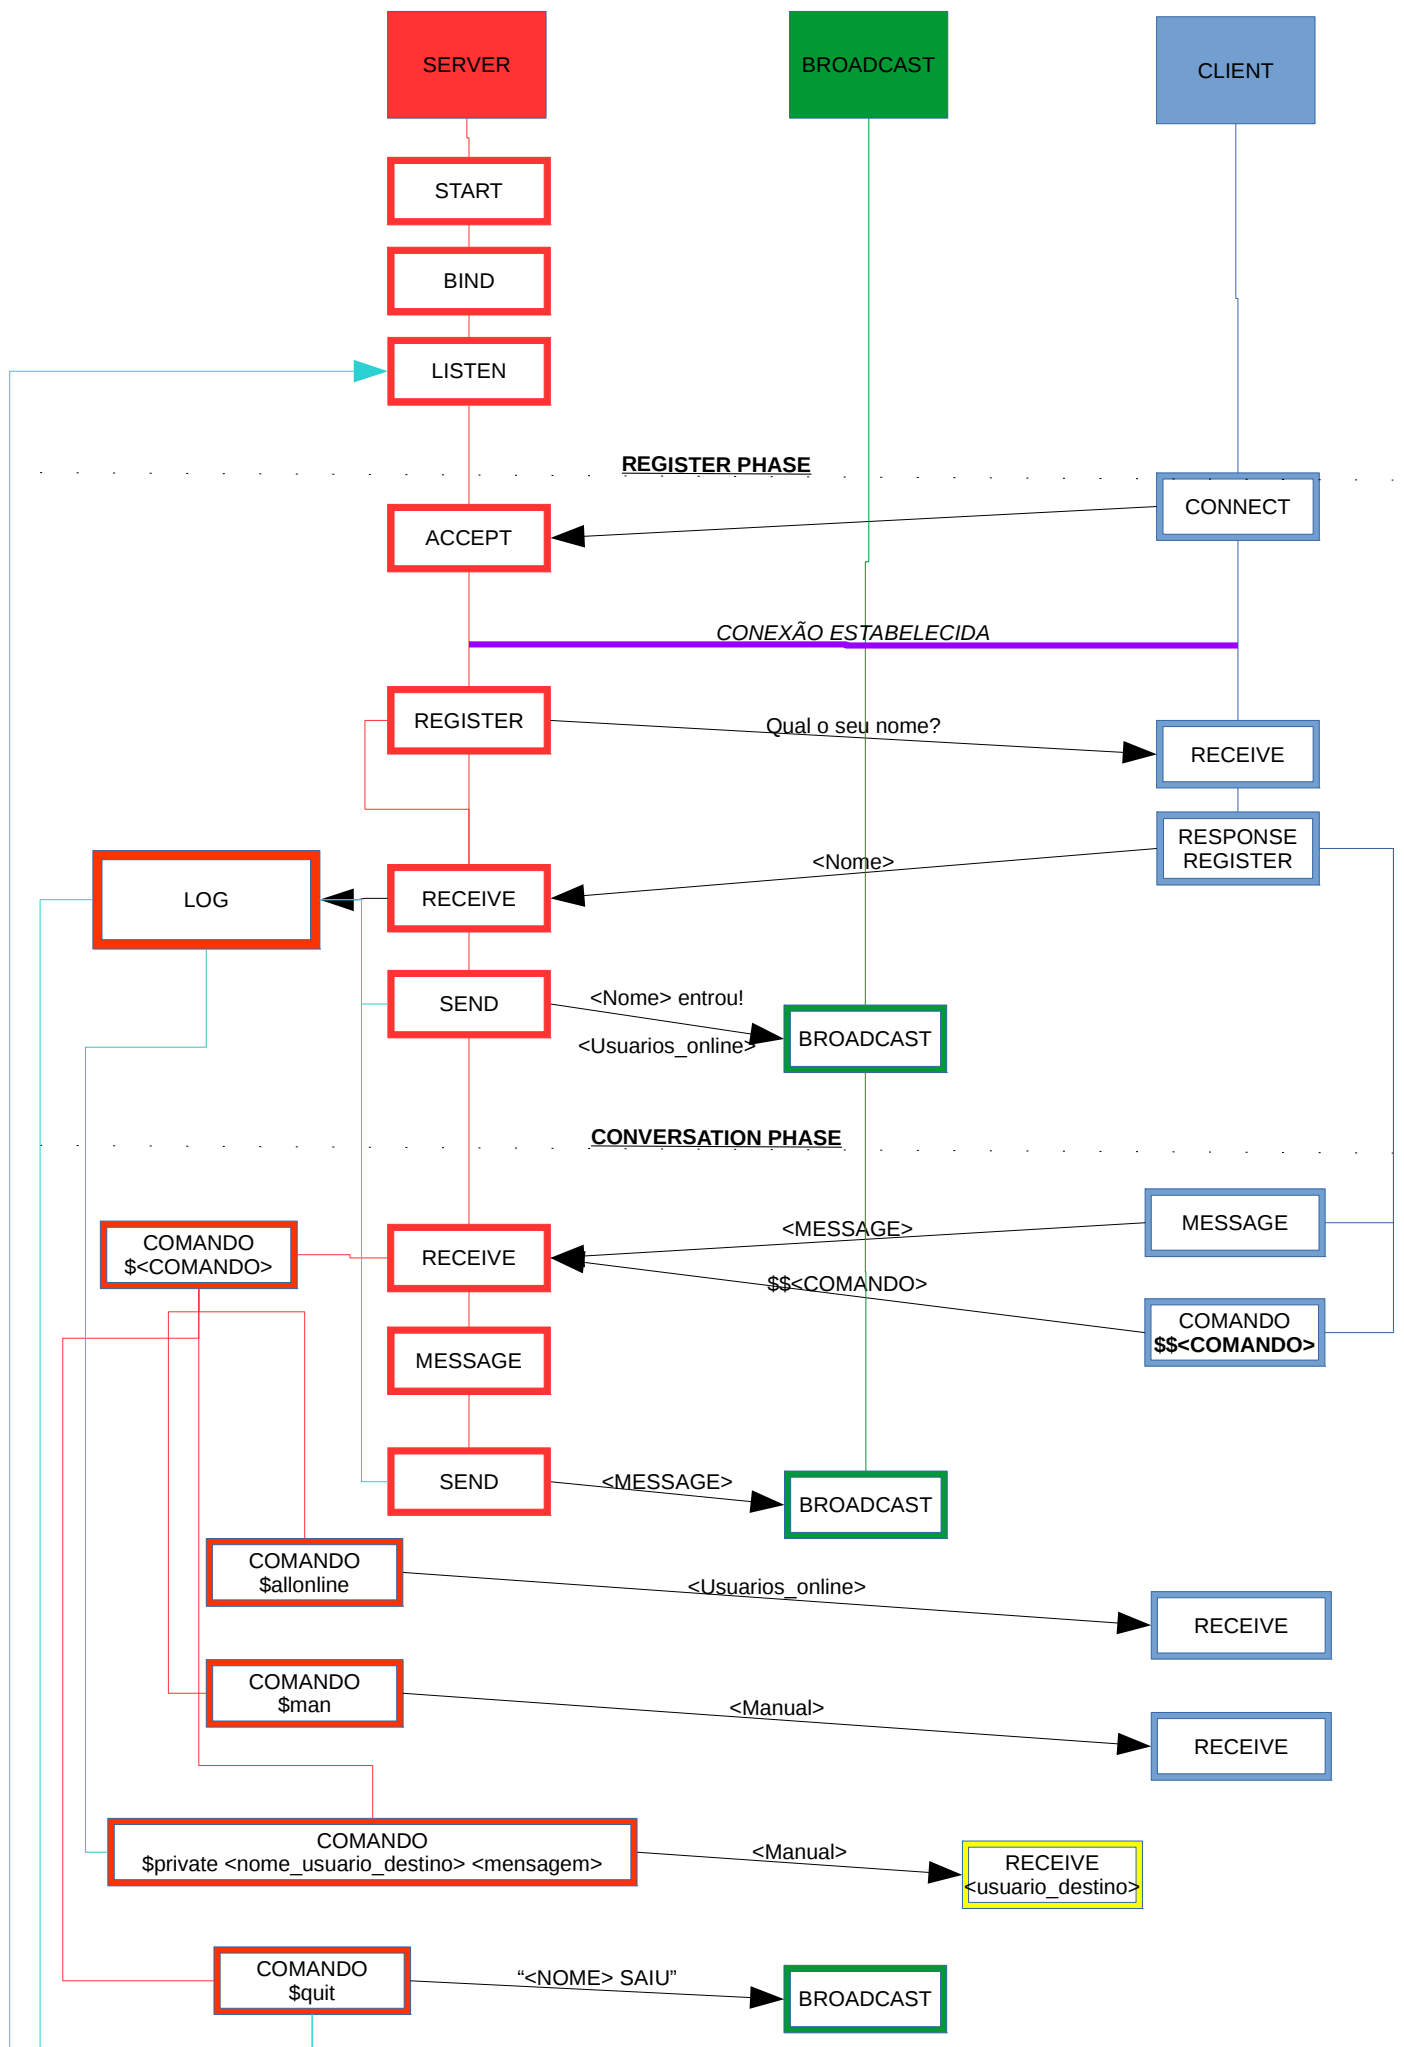 SERVER
BROADCAST
CLIENT
START
BIND
LISTEN
REGISTER PHASE
CONNECT
ACCEPT
CONEXÃO ESTABELECIDA
REGISTER
Qual o seu nome?
RECEIVE
RESPONSE
REGISTER
<Nome>
LOG
RECEIVE
SEND
<Nome> entrou!
<Usuarios_online>
BROADCAST
CONVERSATION PHASE
MESSAGE
<MESSAGE>
COMANDO
$<COMANDO>
RECEIVE
$$<COMANDO>
COMANDO
$$<COMANDO>
MESSAGE
SEND
<MESSAGE>
BROADCAST
COMANDO
$allonline
<Usuarios_online>
RECEIVE
COMANDO
$man
<Manual>
RECEIVE
COMANDO
$private <nome_usuario_destino> <mensagem>
<Manual>
RECEIVE
<usuario_destino>
COMANDO
$quit
“<NOME> SAIU”
BROADCAST